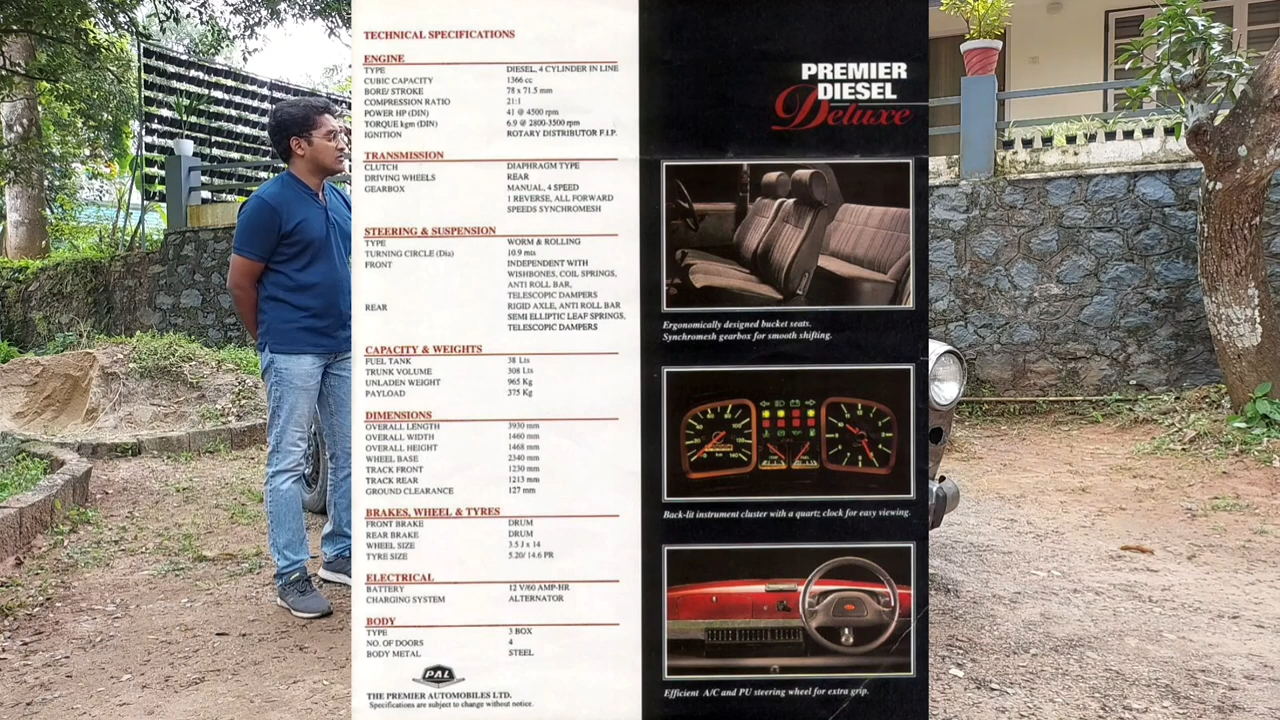 TECHNICAL SPECIFICATIONS
ENGINE
TYPE DIESEL, 4 CYLINDER IN LINE
CUBIC CAPACITY 1366 cc
BORE/ STROKE 78 x 71.5 mm
COMPRESSION RATIO 21:1
POWER HP (DIN) 41 @ 4500 rpm
TORQUE kgm (DIN) 6.9 @ 2800-3500 rpm
IGNITION ROTARY DISTRIBUTOR F.I.P.
TRANSMISSION
CLUTCH DIAPHRAGM TYPE
DRIVING WHEELS REAR
GEARBOX MANUAL, 4 SPEED
1 REVERSE, ALL FORWARD
SPEEDS SYNCHROMESH
STEERING & SUSPENSION
TYPE WORM & ROLLING
TURNING CIRCLE (Dia) 10.9 mts
FRONT INDEPENDENT WITH
WISHBONES, COIL SPRINGS,
ANTI ROLL BAR,
TELESCOPIC DAMPERS
REAR RIGID AXLE, ANTI ROLL BAR
SEMI ELLIPTIC LEAF SPRINGS,
TELESCOPIC DAMPERS
CAPACITY & WEIGHTS
FUEL TANK 38 Lts
TRUNK VOLUME 308 Lts
UNLADEN WEIGHT 965 Kg
PAYLOAD 375 Kg
DIMENSIONS
OVERALL LENGTH 3930 mm
OVERALL WIDTH 1460 mm
OVERALL HEIGHT 1468 mm
WHEEL BASE 2340 mm
TRACK FRONT 1230 mm
TRACK REAR 1213 mm
GROUND CLEARANCE 127 mm
BRAKES, WHEEL & TYRES
FRONT BRAKE DRUM
REAR BRAKE DRUM
WHEEL SIZE 3.5 J x 14
TYRE SIZE 5.20/ 14.6 PR
ELECTRICAL
BATTERY 12 V/60 AMP-HR
CHARGING SYSTEM ALTERNATOR
BODY
TYPE 3 BOX
NO. OF DOORS 4
BODY METAL STEEL
PAL
THE PREMIER AUTOMOBILES LTD.
Specifications are subject to change without notice.
PREMIER
DIESEL
Deluxe
Ergonomically designed bucket seats.
Synchromesh gearbox for smooth shifting.
Back-lit instrument cluster with a quartz clock for easy viewing.
Efficient A/C and PU steering wheel for extra grip.